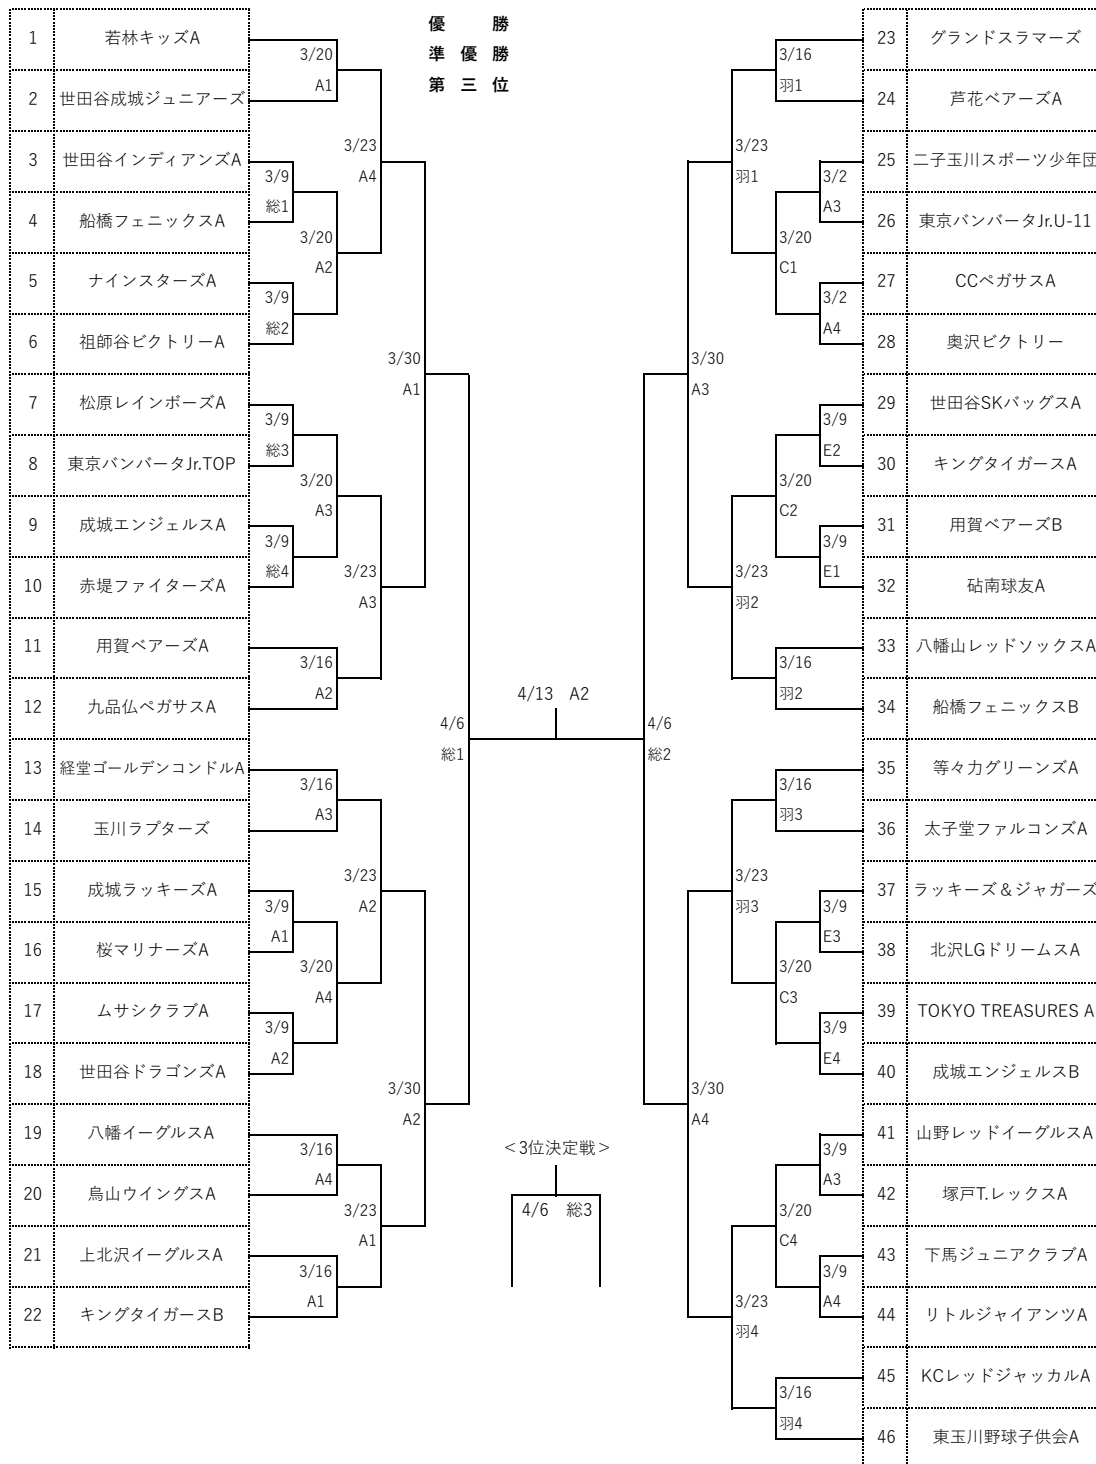 優 勝
準 優 勝
第 三 位
1 若林キッズA
2 世田谷成城ジュニアーズ
3/20
A1
3 世田谷インディアンズA
4 船橋フェニックスA
3/9
総1
5 ナインスターズA
6 祖師谷ビクトリーA
3/9
総2
3/20
A2
3/23
A4
7 松原レインボーズA
8 東京バンバータJr.TOP
3/9
総3
9 成城エンジェルスA
10 赤堤ファイターズA
3/9
総4
3/20
A3
11 用賀ベアーズA
12 九品仏ペガサスA
3/16
A2
3/23
A3
3/30
A1
13 経堂ゴールデンコンドルA
14 玉川ラプターズ
3/16
A3
15 成城ラッキーズA
16 桜マリナーズA
3/9
A1
17 ムサシクラブA
18 世田谷ドラゴンズA
3/9
A2
3/20
A4
3/23
A2
19 八幡イーグルスA
20 烏山ウイングスA
3/16
A4
21 上北沢イーグルスA
22 キングタイガースB
3/16
A1
3/23
A1
3/30
A2
4/6
総1
4/13 A2
4/6
総2
<3位決定戦>
4/6 総3
23 グランドスラマーズ
24 芦花ベアーズA
3/16
羽1
25 二子玉川スポーツ少年団
26 東京バンバータJr.U-11
3/2
A3
27 CCペガサスA
28 奥沢ビクトリー
3/2
A4
3/20
C1
3/23
羽1
29 世田谷SKバッグスA
30 キングタイガースA
3/9
E2
31 用賀ベアーズB
32 砧南球友A
3/9
E1
3/20
C2
33 八幡山レッドソックスA
34 船橋フェニックスB
3/16
羽2
3/23
羽2
3/30
A3
35 等々力グリーンズA
36 太子堂ファルコンズA
3/16
羽3
37 ラッキーズ＆ジャガーズ
38 北沢LGドリームスA
3/9
E3
39 TOKYO TREASURES A
40 成城エンジェルスB
3/9
E4
3/20
C3
3/23
羽3
41 山野レッドイーグルスA
42 塚戸T.レックスA
3/9
A3
43 下馬ジュニアクラブA
44 リトルジャイアンツA
3/9
A4
3/20
C4
45 KCレッドジャッカルA
46 東玉川野球子供会A
3/16
羽4
3/23
羽4
3/30
A4